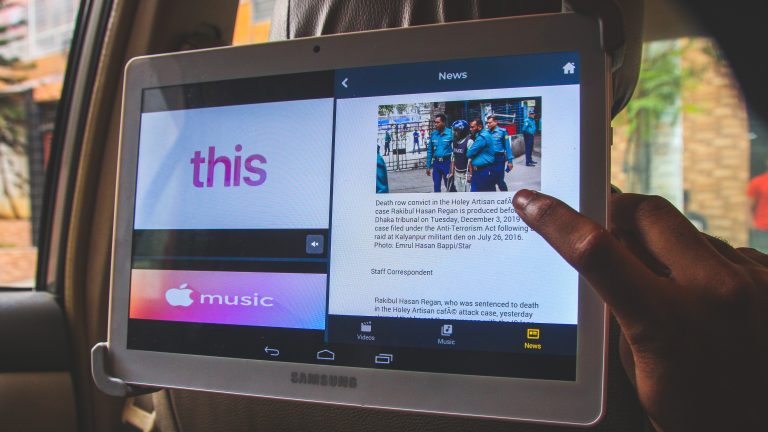 this
music
News
Death row convict in the Holey Artisan cafÃ©
case Rakibul Hasan Regan is produced before
Dhaka tribunal on Tuesday, December 3, 2019
case filed under the Anti-Terrorism Act following
raid at Kalyanpur militant den on July 26, 2016.
Photo: Emrul Hasan Bappi/Star
Staff Correspondent
Rakibul Hasan Regan, who was sentenced to death
in the Holey Artisan cafÃ© attack case, yesterday
Videos
Music
News
SAMSUNG